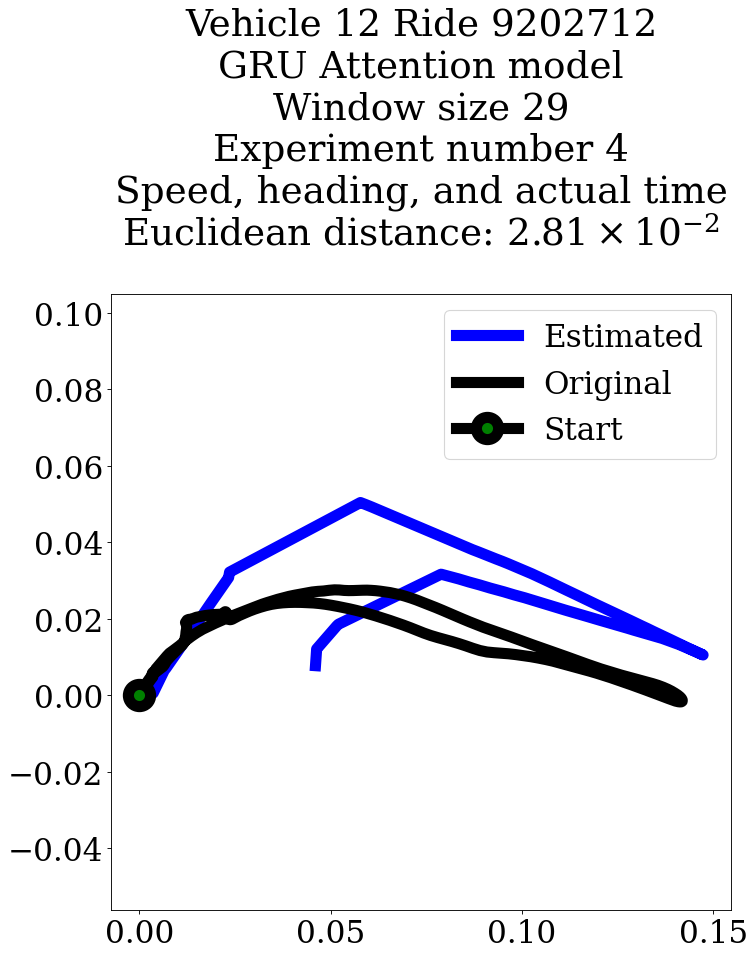 Vehicle 12 Ride 9202712
GRU Attention model
Window size 29
Experiment number 4
Speed, heading, and actual time
Euclidean distance: 2.81 × 10⁻²
Estimated
Original
Start
0.10
0.08
0.06
0.04
0.02
0.00
−0.02
−0.04
0.00 0.05 0.10 0.15